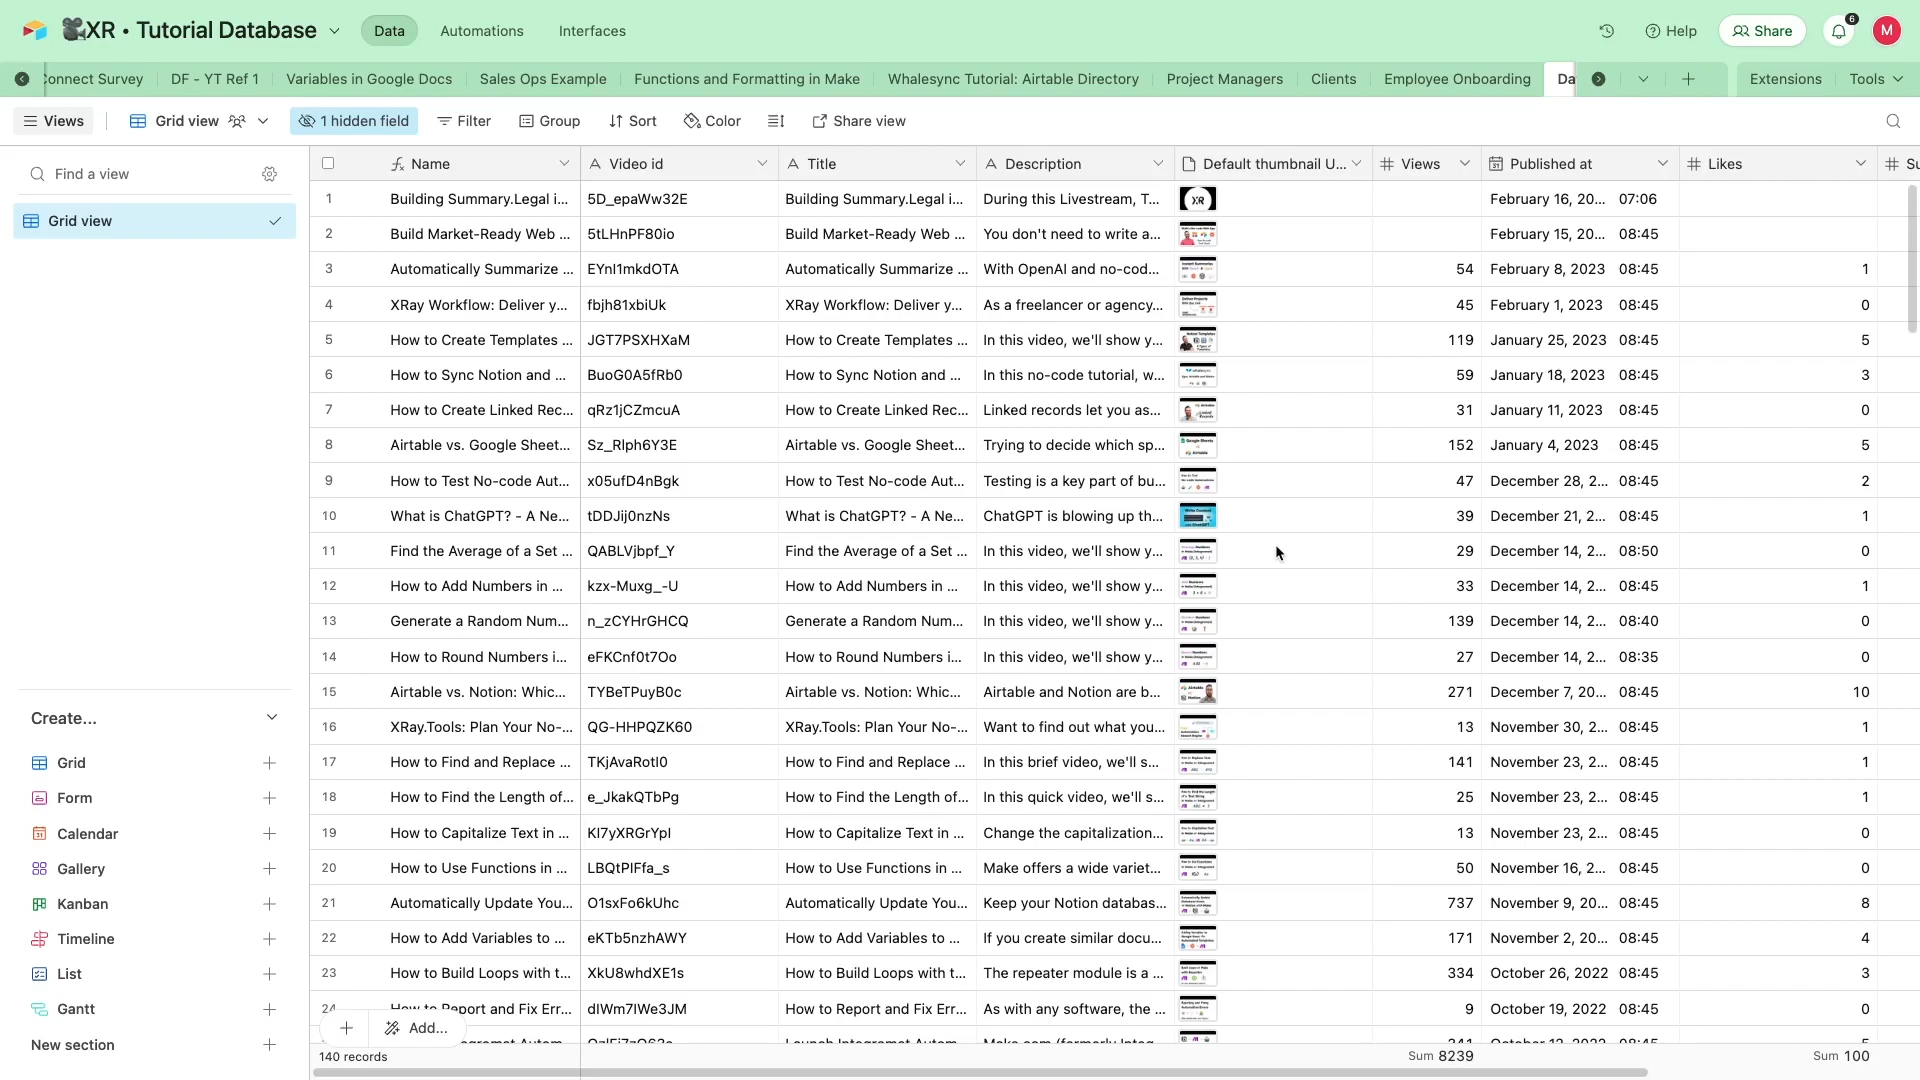 XR • Tutorial Database
Data
Automations
Interfaces
Help
Share
6
M
onnect Survey
DF - YT Ref 1
Variables in Google Docs
Sales Ops Example
Functions and Formatting in Make
Whalesync Tutorial: Airtable Directory
Project Managers
Clients
Employee Onboarding
Da
Extensions
Tools
Views
Grid view
1 hidden field
Filter
Group
Sort
Color
Share view
Find a view
Grid view
Create...
Grid
Form
Calendar
Gallery
Kanban
Timeline
List
Gantt
New section
Name Video id Title Description Default thumbnail U... Views Published at Likes Su
1 Building Summary.Legal i... 5D_epaWw32E Building Summary.Legal i... During this Livestream, T... XR February 16, 20... 07:06
2 Build Market-Ready Web ... 5tLHnPF80io Build Market-Ready Web ... You don't need to write a... February 15, 20... 08:45
3 Automatically Summarize ... EYnl1mkdOTA Automatically Summarize ... With OpenAI and no-cod... 54 February 8, 2023 08:45 1
4 XRay Workflow: Deliver y... fbjh81xbiUk XRay Workflow: Deliver y... As a freelancer or agency... 45 February 1, 2023 08:45 0
5 How to Create Templates ... JGT7PSXHXaM How to Create Templates ... In this video, we'll show y... 119 January 25, 2023 08:45 5
6 How to Sync Notion and ... BuoG0A5fRb0 How to Sync Notion and ... In this no-code tutorial, w... 59 January 18, 2023 08:45 3
7 How to Create Linked Rec... qRz1jCZmcuA How to Create Linked Rec... Linked records let you as... 31 January 11, 2023 08:45 0
8 Airtable vs. Google Sheet... Sz_Rlph6Y3E Airtable vs. Google Sheet... Trying to decide which sp... 152 January 4, 2023 08:45 5
9 How to Test No-code Aut... x05ufD4nBgk How to Test No-code Aut... Testing is a key part of bu... 47 December 28, 2... 08:45 2
10 What is ChatGPT? - A Ne... tDDJij0nzNs What is ChatGPT? - A Ne... ChatGPT is blowing up th... 39 December 21, 2... 08:45 1
11 Find the Average of a Set ... QABLVjbpf_Y Find the Average of a Set ... In this video, we'll show y... 29 December 14, 2... 08:50 0
12 How to Add Numbers in ... kzx-Muxg_-U How to Add Numbers in ... In this video, we'll show y... 33 December 14, 2... 08:45 1
13 Generate a Random Num... n_zCYHrGHCQ Generate a Random Num... In this video, we'll show y... 139 December 14, 2... 08:40 0
14 How to Round Numbers i... eFKCnf0t7Oo How to Round Numbers i... In this video, we'll show y... 27 December 14, 2... 08:35 0
15 Airtable vs. Notion: Whic... TYBeTPuyB0c Airtable vs. Notion: Whic... Airtable and Notion are b... 271 December 7, 20... 08:45 10
16 XRay.Tools: Plan Your No-... QG-HHPQZK60 XRay.Tools: Plan Your No-... Want to find out what you... 13 November 30, 2... 08:45 1
17 How to Find and Replace ... TKjAvaRotI0 How to Find and Replace ... In this brief video, we'll s... 141 November 23, 2... 08:45 1
18 How to Find the Length of... e_JkakQTbPg How to Find the Length of... In this quick video, we'll s... 25 November 23, 2... 08:45 1
19 How to Capitalize Text in ... KI7yXRGrYpI How to Capitalize Text in ... Change the capitalization... 13 November 23, 2... 08:45 0
20 How to Use Functions in ... LBQtPIFfa_s How to Use Functions in ... Make offers a wide variet... 50 November 16, 2... 08:45 0
21 Automatically Update You... O1sxFo6kUhc Automatically Update You... Keep your Notion databas... 737 November 9, 20... 08:45 8
22 How to Add Variables to ... eKTb5nzhAWY How to Add Variables to ... If you create similar docu... 171 November 2, 20... 08:45 4
23 How to Build Loops with t... XkU8whdXE1s How to Build Loops with t... The repeater module is a ... 334 October 26, 2022 08:45 3
24 How to Report and Fix Err... dIWm7IWe3JM How to Report and Fix Err... As with any software, the ... 9 October 19, 2022 08:45 0
Add...
140 records
Sum 8239
Sum 100